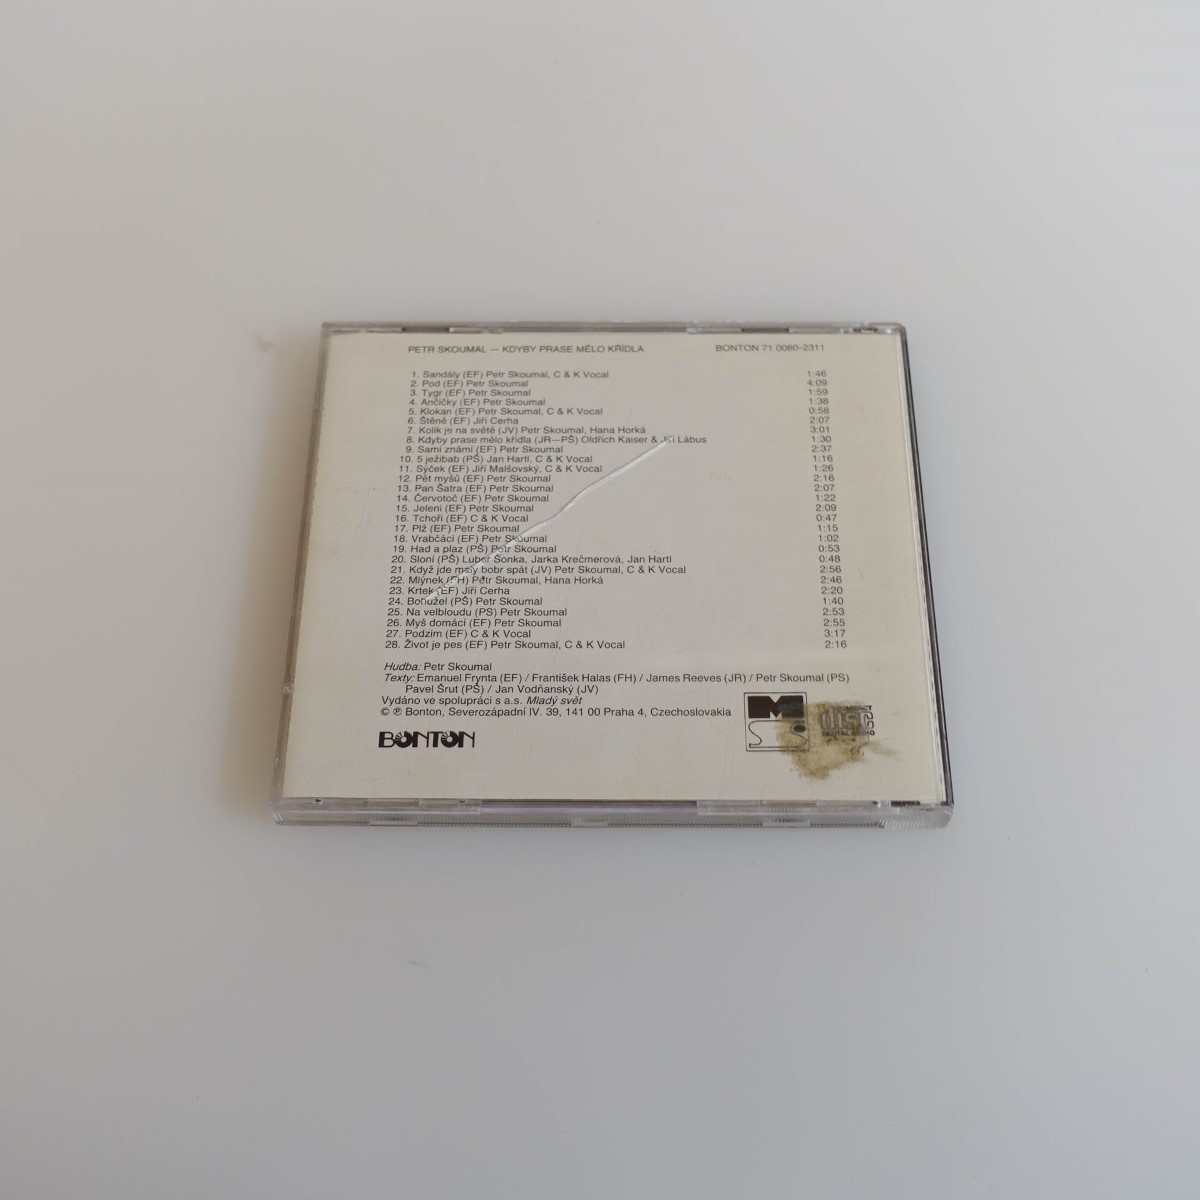 PETR SKOUMAL — KDYBY PRASE MĚLO KŘÍDLA BONTON 71 0060-2311
1. Sandály (EF) Petr Skoumal, C & K Vocal 1:46
2. Pod (EF) Petr Skoumal 4:09
3. Tygr (EF) Petr Skoumal 1:59
4. Ančičky (EF) Petr Skoumal 1:38
5. Klokan (EF) Petr Skoumal, C & K Vocal 0:58
6. Štěně (EF) Jiří Cerha 2:07
7. Kolik je na světě (JV) Petr Skoumal, Hana Horká 3:01
8. Kdyby prase mělo křídla (JR—PŠ) Oldřich Kaiser & Jiří Lábus 1:30
9. Sami známí (EF) Petr Skoumal 2:37
10. 5 ježibab (PŠ) Jan Hartl, C & K Vocal 1:16
11. Sýček (EF) Jiří Malšovský, C & K Vocal 1:26
12. Pět myšů (EF) Petr Skoumal 2:16
13. Pan Šatra (EF) Petr Skoumal 2:07
14. Červotoč (EF) Petr Skoumal 1:22
15. Jeleni (EF) Petr Skoumal 2:09
16. Tchoři (EF) C & K Vocal 0:47
17. Plž (EF) Petr Skoumal 1:15
18. Vrabčáci (EF) Petr Skoumal 1:02
19. Had a plaz (PŠ) Petr Skoumal 0:53
20. Sloni (PŠ) Lubor Šonka, Jarka Krečmerová, Jan Hartl 0:48
21. Když jde malý bobr spát (JV) Petr Skoumal, C & K Vocal 2:56
22. Mlýnek (FH) Petr Skoumal, Hana Horká 2:46
23. Krtek (EF) Jiří Cerha 2:20
24. Bohužel (PŠ) Petr Skoumal 1:40
25. Na velbloudu (PS) Petr Skoumal 2:53
26. Myš domácí (EF) Petr Skoumal 2:55
27. Podzim (EF) C & K Vocal 3:17
28. Život je pes (EF) Petr Skoumal, C & K Vocal 2:16
Hudba: Petr Skoumal
Texty: Emanuel Frynta (EF) / František Halas (FH) / James Reeves (JR) / Petr Skoumal (PS)
Pavel Šrut (PŠ) / Jan Vodňanský (JV)
Vydáno ve spolupráci s a.s. Mladý svět
© ℗ Bonton, Severozápadní IV. 39, 141 00 Praha 4, Czechoslovakia
BONTON
M
S
disc
DIGITAL AUDIO